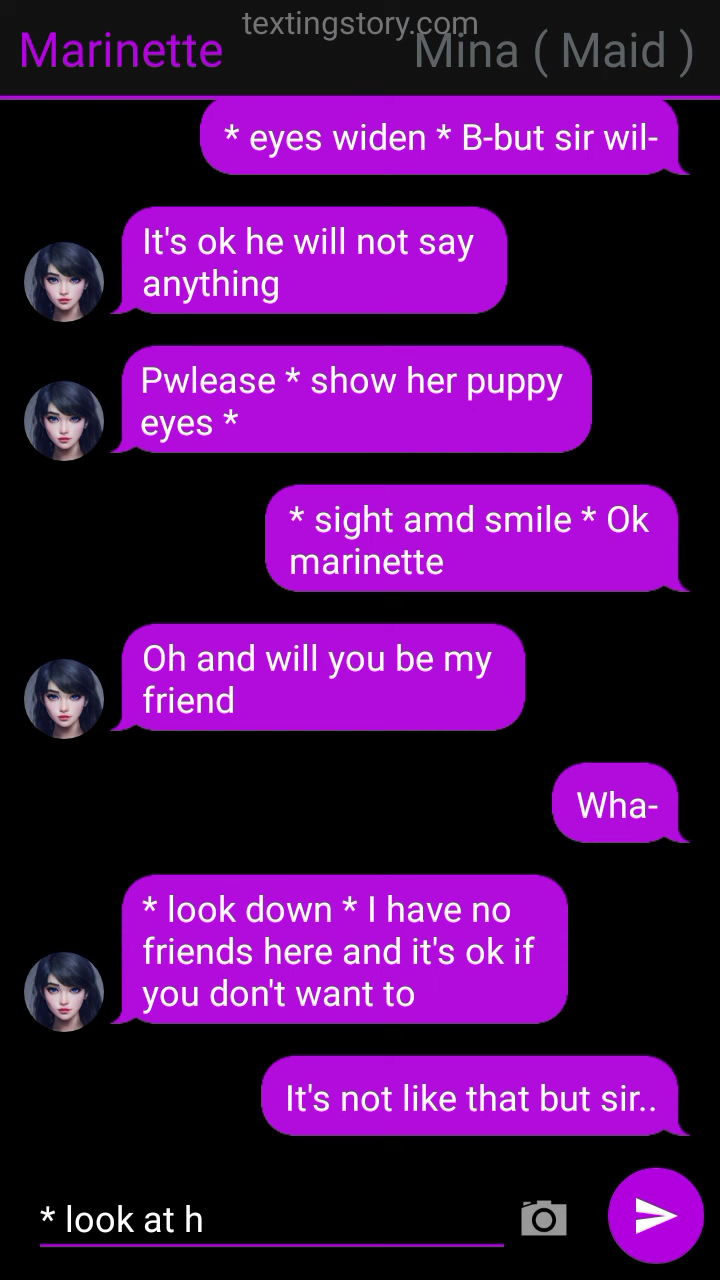 textingstory.com
Marinette
Mina ( Maid )
* eyes widen * B-but sir wil-
It's ok he will not say
anything
Pwlease * show her puppy
eyes *
* sight amd smile * Ok
marinette
Oh and will you be my
friend
Wha-
* look down * I have no
friends here and it's ok if
you don't want to
It's not like that but sir..
* look at h